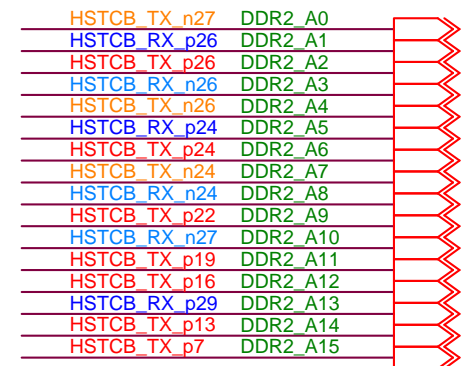 HSTCB_TX_n27 DDR2_A0
HSTCB_RX_p26 DDR2_A1
HSTCB_TX_p26 DDR2_A2
HSTCB_RX_n26 DDR2_A3
HSTCB_TX_n26 DDR2_A4
HSTCB_RX_p24 DDR2_A5
HSTCB_TX_p24 DDR2_A6
HSTCB_TX_n24 DDR2_A7
HSTCB_RX_n24 DDR2_A8
HSTCB_TX_p22 DDR2_A9
HSTCB_RX_n27 DDR2_A10
HSTCB_TX_p19 DDR2_A11
HSTCB_TX_p16 DDR2_A12
HSTCB_RX_p29 DDR2_A13
HSTCB_TX_p13 DDR2_A14
HSTCB_TX_p7 DDR2_A15